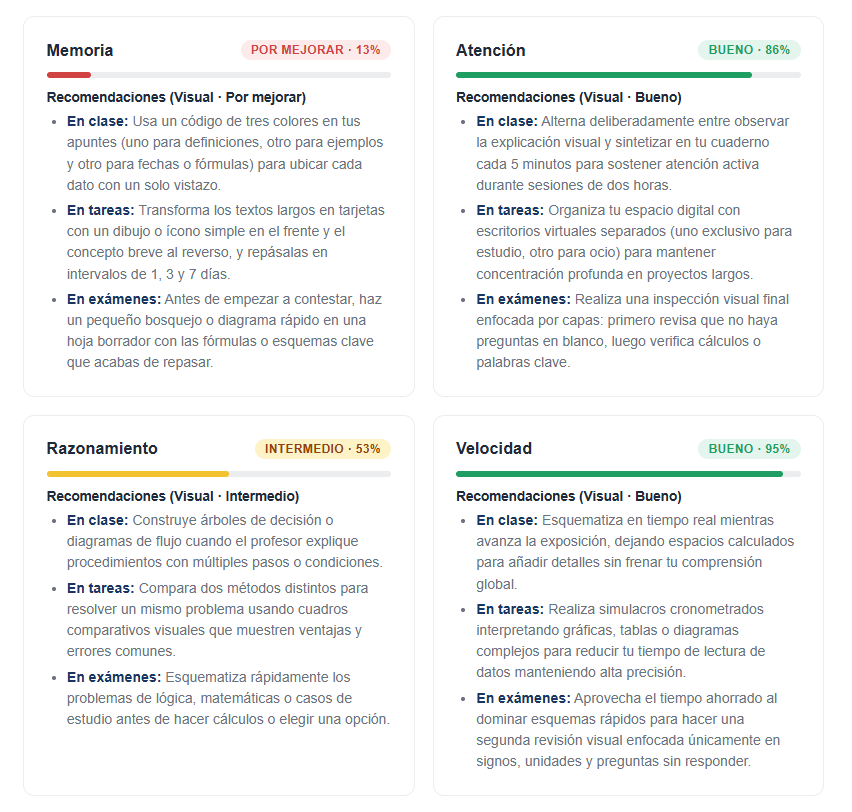 Memoria
POR MEJORAR · 13%
Recomendaciones (Visual · Por mejorar)
• En clase: Usa un código de tres colores en tus
apuntes (uno para definiciones, otro para ejemplos
y otro para fechas o fórmulas) para ubicar cada
dato con un solo vistazo.
• En tareas: Transforma los textos largos en tarjetas
con un dibujo o ícono simple en el frente y el
concepto breve al reverso, y repásalas en
intervalos de 1, 3 y 7 días.
• En exámenes: Antes de empezar a contestar, haz
un pequeño bosquejo o diagrama rápido en una
hoja borrador con las fórmulas o esquemas clave
que acabas de repasar.
Atención
BUENO · 86%
Recomendaciones (Visual · Bueno)
• En clase: Alterna deliberadamente entre observar
la explicación visual y sintetizar en tu cuaderno
cada 5 minutos para sostener atención activa
durante sesiones de dos horas.
• En tareas: Organiza tu espacio digital con
escritorios virtuales separados (uno exclusivo para
estudio, otro para ocio) para mantener
concentración profunda en proyectos largos.
• En exámenes: Realiza una inspección visual final
enfocada por capas: primero revisa que no haya
preguntas en blanco, luego verifica cálculos o
palabras clave.
Razonamiento
INTERMEDIO · 53%
Recomendaciones (Visual · Intermedio)
• En clase: Construye árboles de decisión o
diagramas de flujo cuando el profesor explique
procedimientos con múltiples pasos o condiciones.
• En tareas: Compara dos métodos distintos para
resolver un mismo problema usando cuadros
comparativos visuales que muestren ventajas y
errores comunes.
• En exámenes: Esquematiza rápidamente los
problemas de lógica, matemáticas o casos de
estudio antes de hacer cálculos o elegir una opción.
Velocidad
BUENO · 95%
Recomendaciones (Visual · Bueno)
• En clase: Esquematiza en tiempo real mientras
avanza la exposición, dejando espacios calculados
para añadir detalles sin frenar tu comprensión
global.
• En tareas: Realiza simulacros cronometrados
interpretando gráficas, tablas o diagramas
complejos para reducir tu tiempo de lectura de
datos manteniendo alta precisión.
• En exámenes: Aprovecha el tiempo ahorrado al
dominar esquemas rápidos para hacer una
segunda revisión visual enfocada únicamente en
signos, unidades y preguntas sin responder.